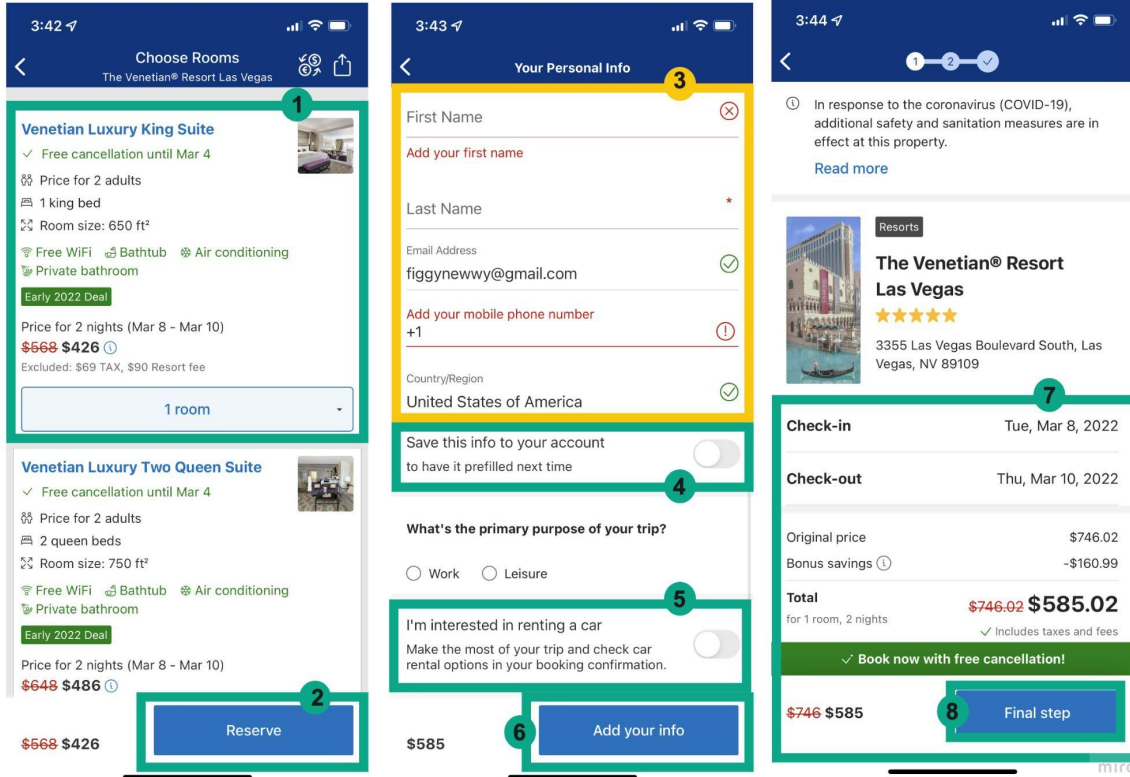 3:42
Choose Rooms
The Venetian® Resort Las Vegas
1
Venetian Luxury King Suite
Free cancellation until Mar 4
Price for 2 adults
1 king bed
Room size: 650 ft²
Free WiFi Bathtub Air conditioning
Private bathroom
Early 2022 Deal
Price for 2 nights (Mar 8 - Mar 10)
$568 $426
Excluded: $69 TAX, $90 Resort fee
1 room
Venetian Luxury Two Queen Suite
Free cancellation until Mar 4
Price for 2 adults
2 queen beds
Room size: 750 ft²
Free WiFi Bathtub Air conditioning
Private bathroom
Early 2022 Deal
Price for 2 nights (Mar 8 - Mar 10)
$648 $486
2
$568 $426
Reserve
3:43
Your Personal Info
3
First Name
Add your first name
Last Name *
Email Address
figgynewwy@gmail.com
Add your mobile phone number
+1
Country/Region
United States of America
Save this info to your account
to have it prefilled next time
4
What's the primary purpose of your trip?
Work Leisure
5
I'm interested in renting a car
Make the most of your trip and check car
rental options in your booking confirmation.
$585
6
Add your info
3:44
1 2
In response to the coronavirus (COVID-19),
additional safety and sanitation measures are in
effect at this property.
Read more
Resorts
The Venetian® Resort
Las Vegas
3355 Las Vegas Boulevard South, Las
Vegas, NV 89109
7
Check-in Tue, Mar 8, 2022
Check-out Thu, Mar 10, 2022
Original price $746.02
Bonus savings -$160.99
Total $746.02 $585.02
for 1 room, 2 nights
Includes taxes and fees
Book now with free cancellation!
$746 $585
8
Final step
miro